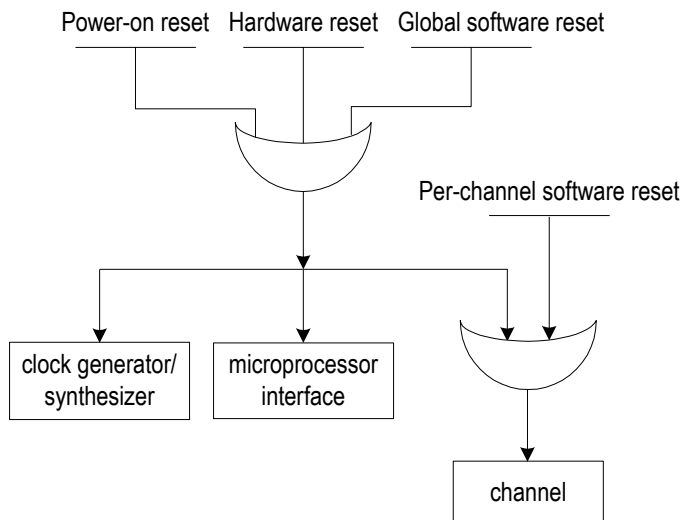 Power-on reset
Hardware reset
Global software reset
Per-channel software reset
clock generator/
synthesizer
microprocessor
interface
channel